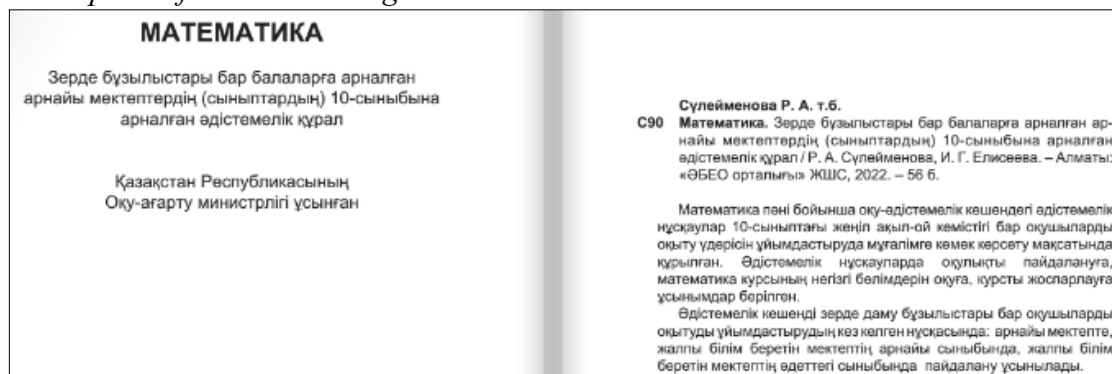 МАТЕМАТИКА
Зерде бұзылыстары бар балаларға арналған
арнайы мектептердің (сыныптардың) 10-сыныбына
арналған әдістемелік құрал
Қазақстан Республикасының
Оқу-ағарту министрлігі ұсынған
Сүлейменова Р. А. т.б.
С90 Математика. Зерде бұзылыстары бар балаларға арналған ар-
найы мектептердің (сыныптардың) 10-сыныбына арналған
әдістемелік құрал / Р. А. Сүлейменова, И. Г. Елисеева. – Алматы:
«ӘБЕО орталығы» ЖШС, 2022. – 56 б.
Математика пәні бойынша оқу-әдістемелік кешендегі әдістемелік
нұсқаулар 10-сыныптағы жеңіл ақыл-ой кемістігі бар оқушыларды
оқыту үдерісін ұйымдастыруда мұғалімге көмек көрсету мақсатында
құрылған. Әдістемелік нұсқауларда оқулықты пайдалануға,
математика курсының негізгі бөлімдерін оқуға, курсты жоспарлауға
ұсынымдар берілген.
Әдістемелік кешенді зерде даму бұзылыстары бар оқушыларды
оқытуды ұйымдастырудың кез келген нұсқасында: арнайы мектепте,
жалпы білім беретін мектептің арнайы сыныбында, жалпы білім
беретін мектептің әдеттегі сыныбында пайдалану ұсынылады.